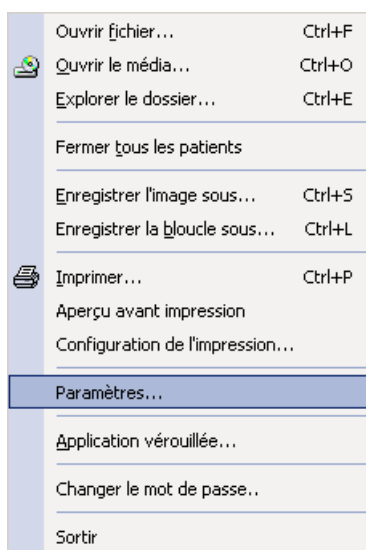 Ouvrir fichier... Ctrl+F
Ouvrir le média... Ctrl+O
Explorer le dossier... Ctrl+E
Fermer tous les patients
Enregistrer l'image sous... Ctrl+S
Enregistrer la bloucle sous... Ctrl+L
Imprimer... Ctrl+P
Aperçu avant impression
Configuration de l'impression...
Paramètres...
Application vérouillée...
Changer le mot de passe..
Sortir